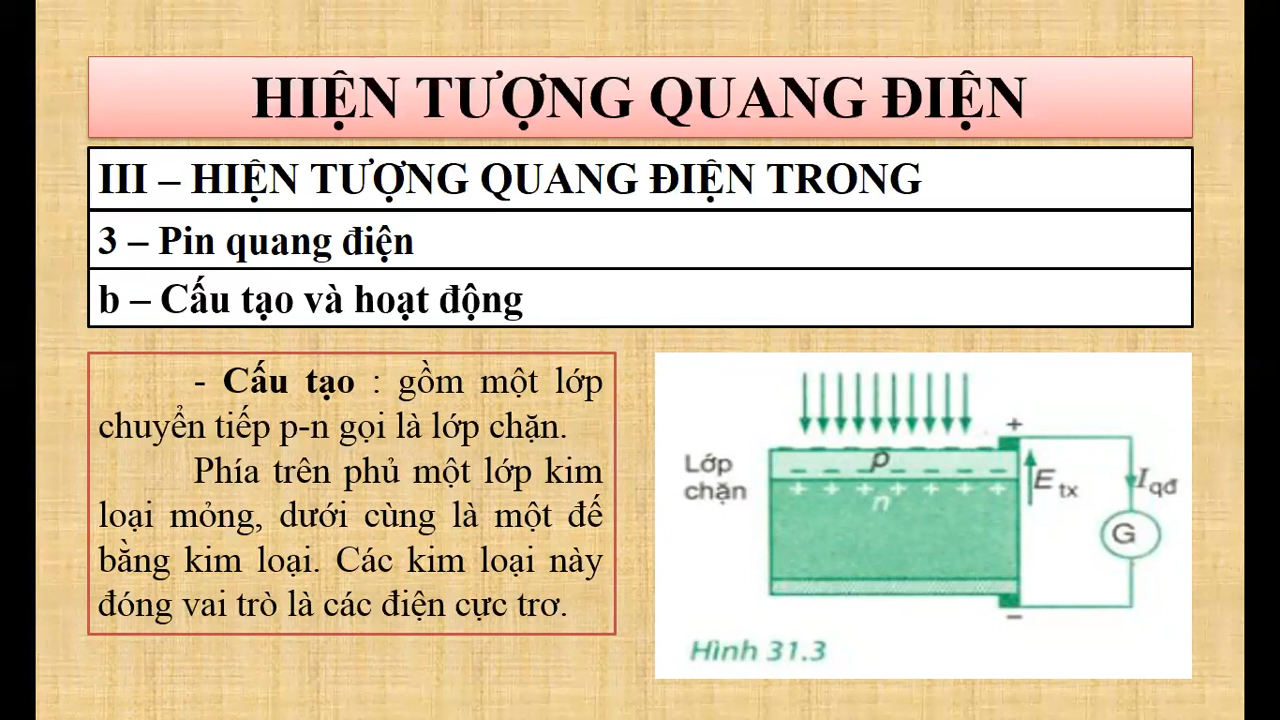 HIỆN TƯỢNG QUANG ĐIỆN
III – HIỆN TƯỢNG QUANG ĐIỆN TRONG
3 – Pin quang điện
b – Cấu tạo và hoạt động
- Cấu tạo : gồm một lớp
chuyển tiếp p-n gọi là lớp chặn.
Phía trên phủ một lớp kim
loại mỏng, dưới cùng là một đế
bằng kim loại. Các kim loại này
đóng vai trò là các điện cực trơ.
+
Lớp
chặn
p
n
E tx
I qđ
G
–
Hình 31.3